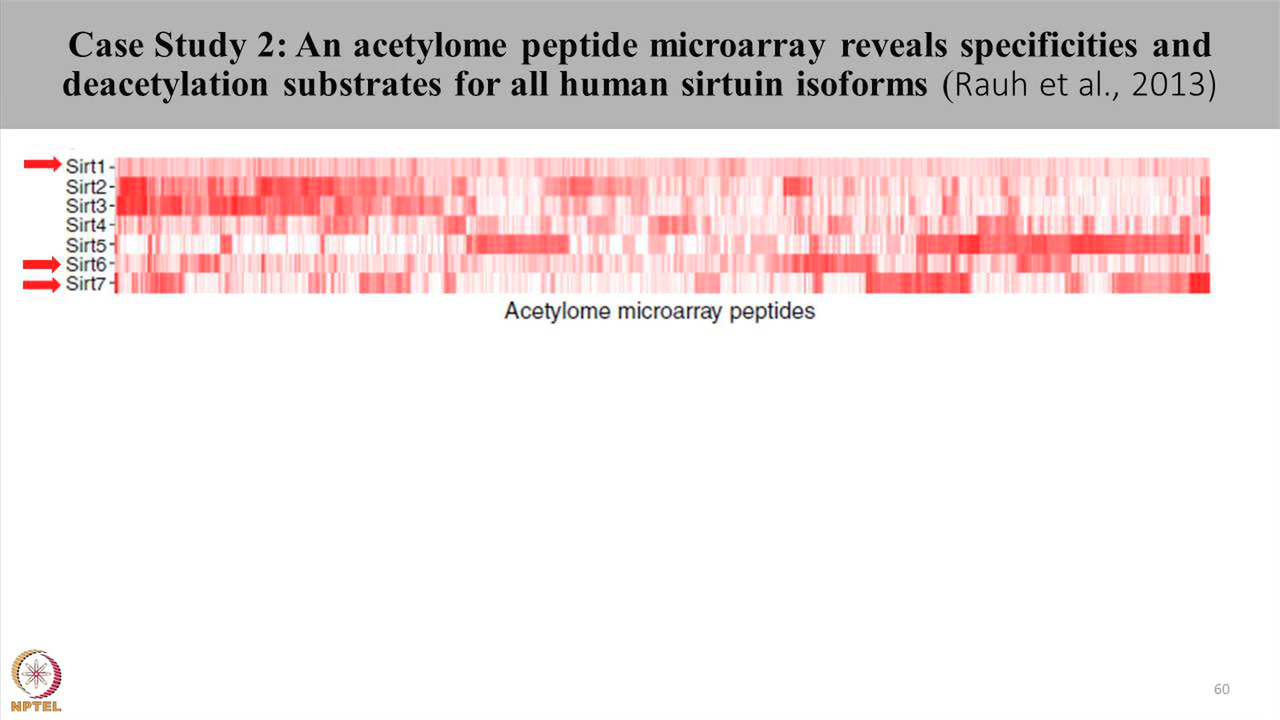 Case Study 2: An acetylome peptide microarray reveals specificities and
deacetylation substrates for all human sirtuin isoforms (Rauh et al., 2013)
Sirt1
Sirt2
Sirt3
Sirt4
Sirt5
Sirt6
Sirt7
Acetylome microarray peptides
NPTEL
60